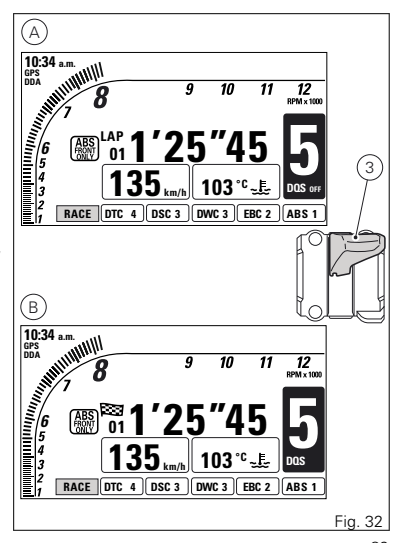 A
10:34 a.m.
GPS
DDA
1 2 3 4 5 6 7 8 9 10 11 12
RPM x 1000
ABS
FRONT
ONLY
LAP
01 1'25"45
5
135 km/h
103 °C
DQS OFF
RACE DTC 4 DSC 3 DWC 3 EBC 2 ABS 1
3
B
10:34 a.m.
GPS
DDA
1 2 3 4 5 6 7 8 9 10 11 12
RPM x 1000
ABS
FRONT
ONLY
01 1'25"45
5
135 km/h
103 °C
DQS
RACE DTC 4 DSC 3 DWC 3 EBC 2 ABS 1
Fig. 32